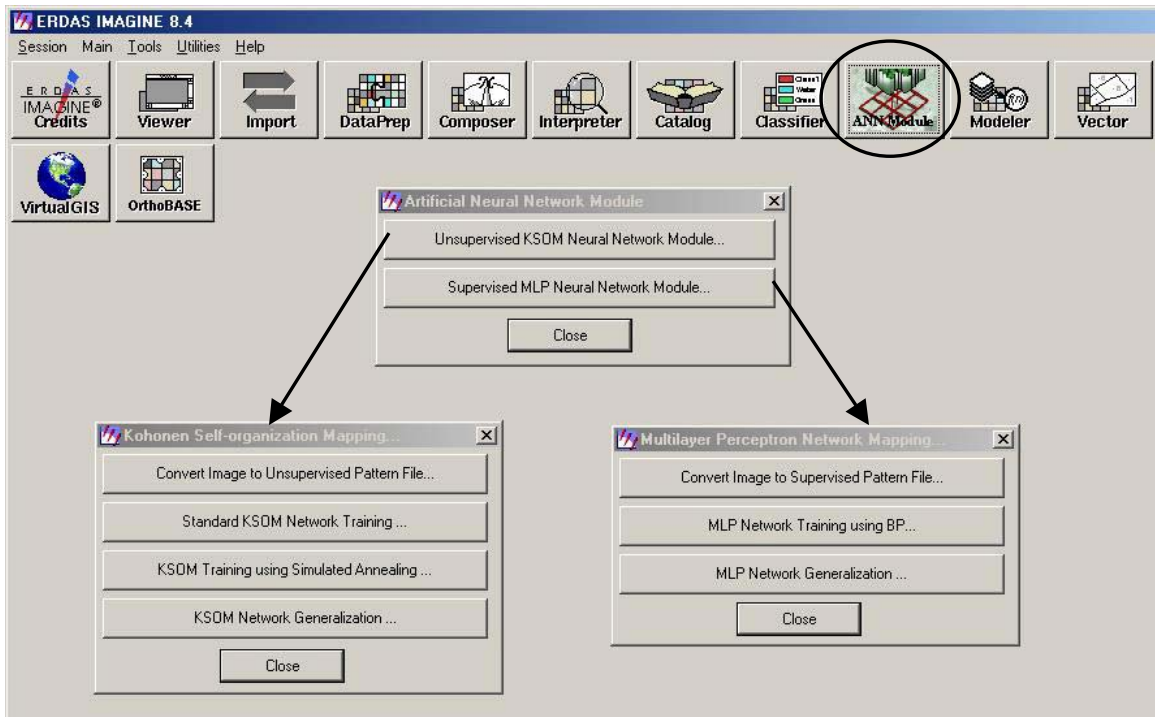 ERDAS IMAGINE 8.4
Session Main Tools Utilities Help
ERDAS
IMAGINE®
Credits
Viewer
Import
DataPrep
Composer
Interpreter
Catalog
Class1
Water
Grass
Classifier
ANN Module
f(n)
Modeler
Vector
VirtualGIS
OrthoBASE
Artificial Neural Network Module
Unsupervised KSOM Neural Network Module...
Supervised MLP Neural Network Module...
Close
Kohonen Self-organization Mapping...
Convert Image to Unsupervised Pattern File...
Standard KSOM Network Training ...
KSOM Training using Simulated Annealing ...
KSOM Network Generalization ...
Close
Multilayer Perceptron Network Mapping...
Convert Image to Supervised Pattern File...
MLP Network Training using BP...
MLP Network Generalization ...
Close